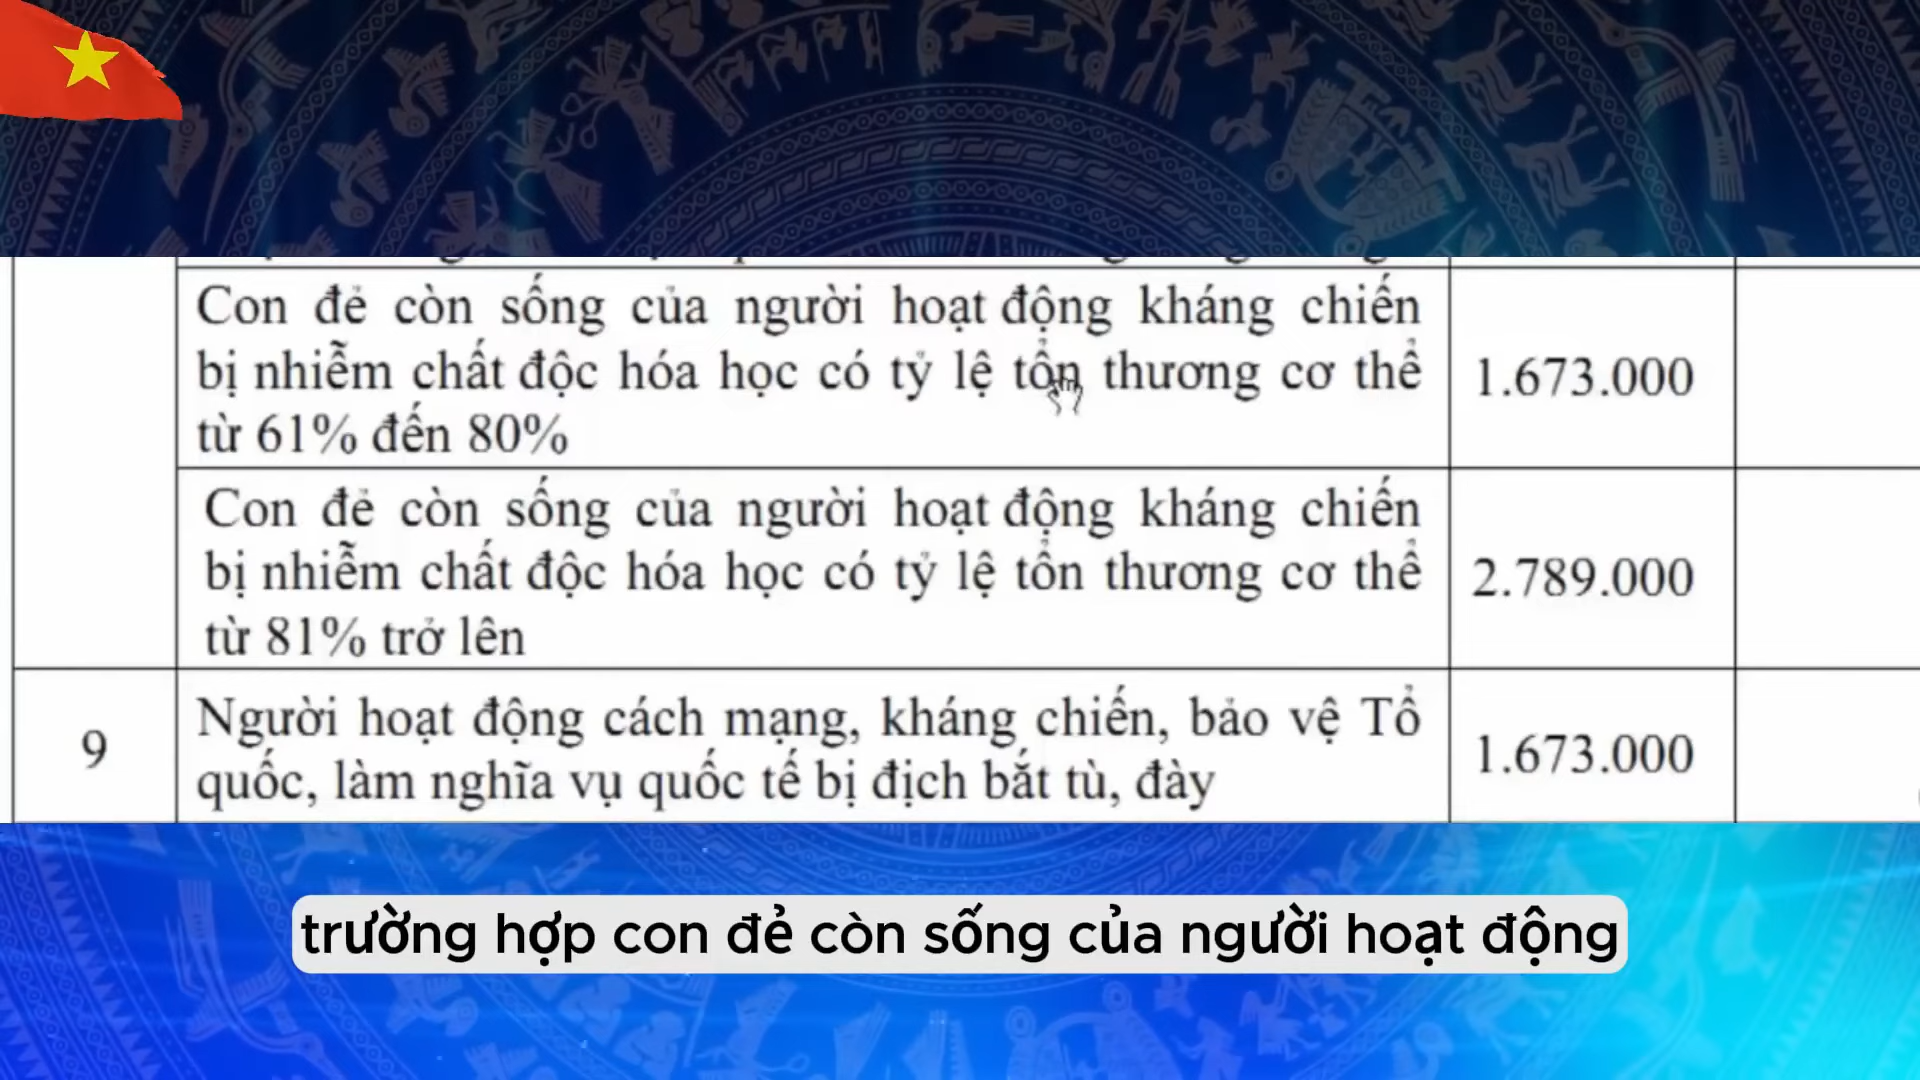 Con đẻ còn sống của người hoạt động kháng chiến
bị nhiễm chất độc hóa học có tỷ lệ tổn thương cơ thể
từ 61% đến 80%
1.673.000
Con đẻ còn sống của người hoạt động kháng chiến
bị nhiễm chất độc hóa học có tỷ lệ tổn thương cơ thể
từ 81% trở lên
2.789.000
9
Người hoạt động cách mạng, kháng chiến, bảo vệ Tổ
quốc, làm nghĩa vụ quốc tế bị địch bắt tù, đày
1.673.000
trường hợp con đẻ còn sống của người hoạt động